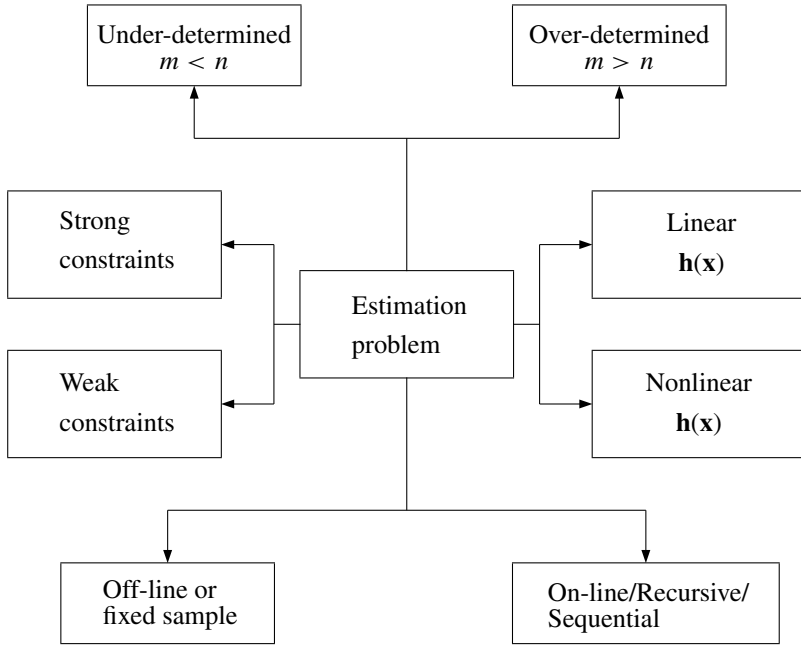 Under-determined
m < n
Over-determined
m > n
Strong
constraints
Linear
h(x)
Estimation
problem
Weak
constraints
Nonlinear
h(x)
Off-line or
fixed sample
On-line/Recursive/
Sequential